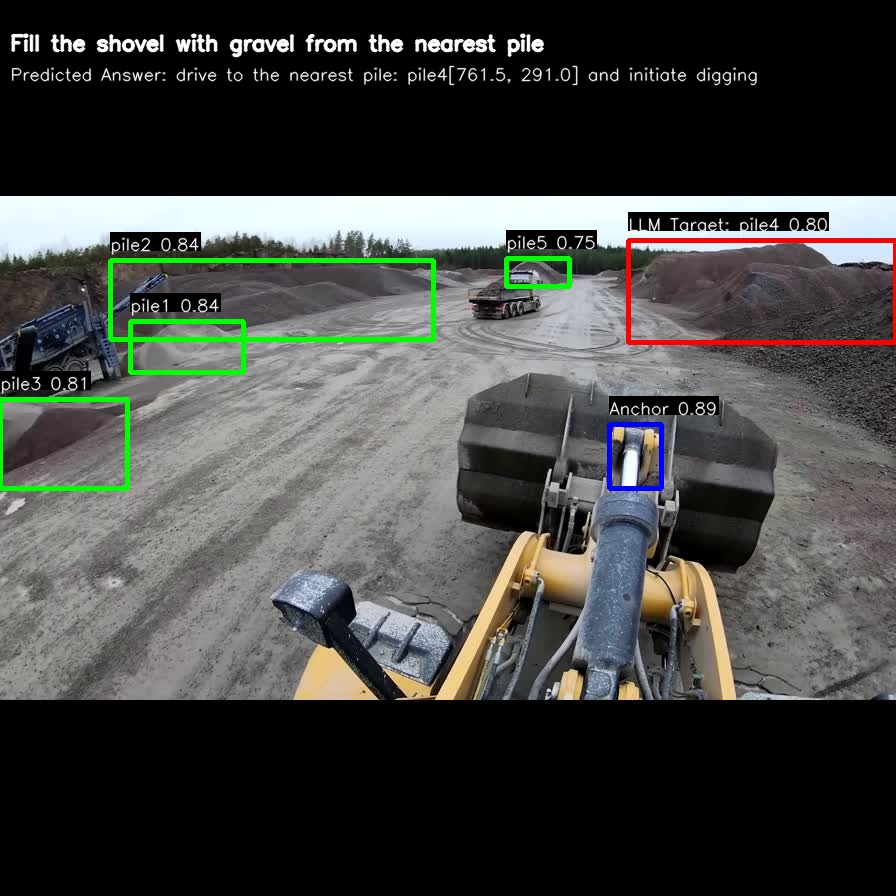 Fill the shovel with gravel from the nearest pile
Predicted Answer: drive to the nearest pile: pile4[761.5, 291.0] and initiate digging
LLM Target: pile4 0.80
pile2 0.84
pile5 0.75
pile1 0.84
pile3 0.81
Anchor 0.89